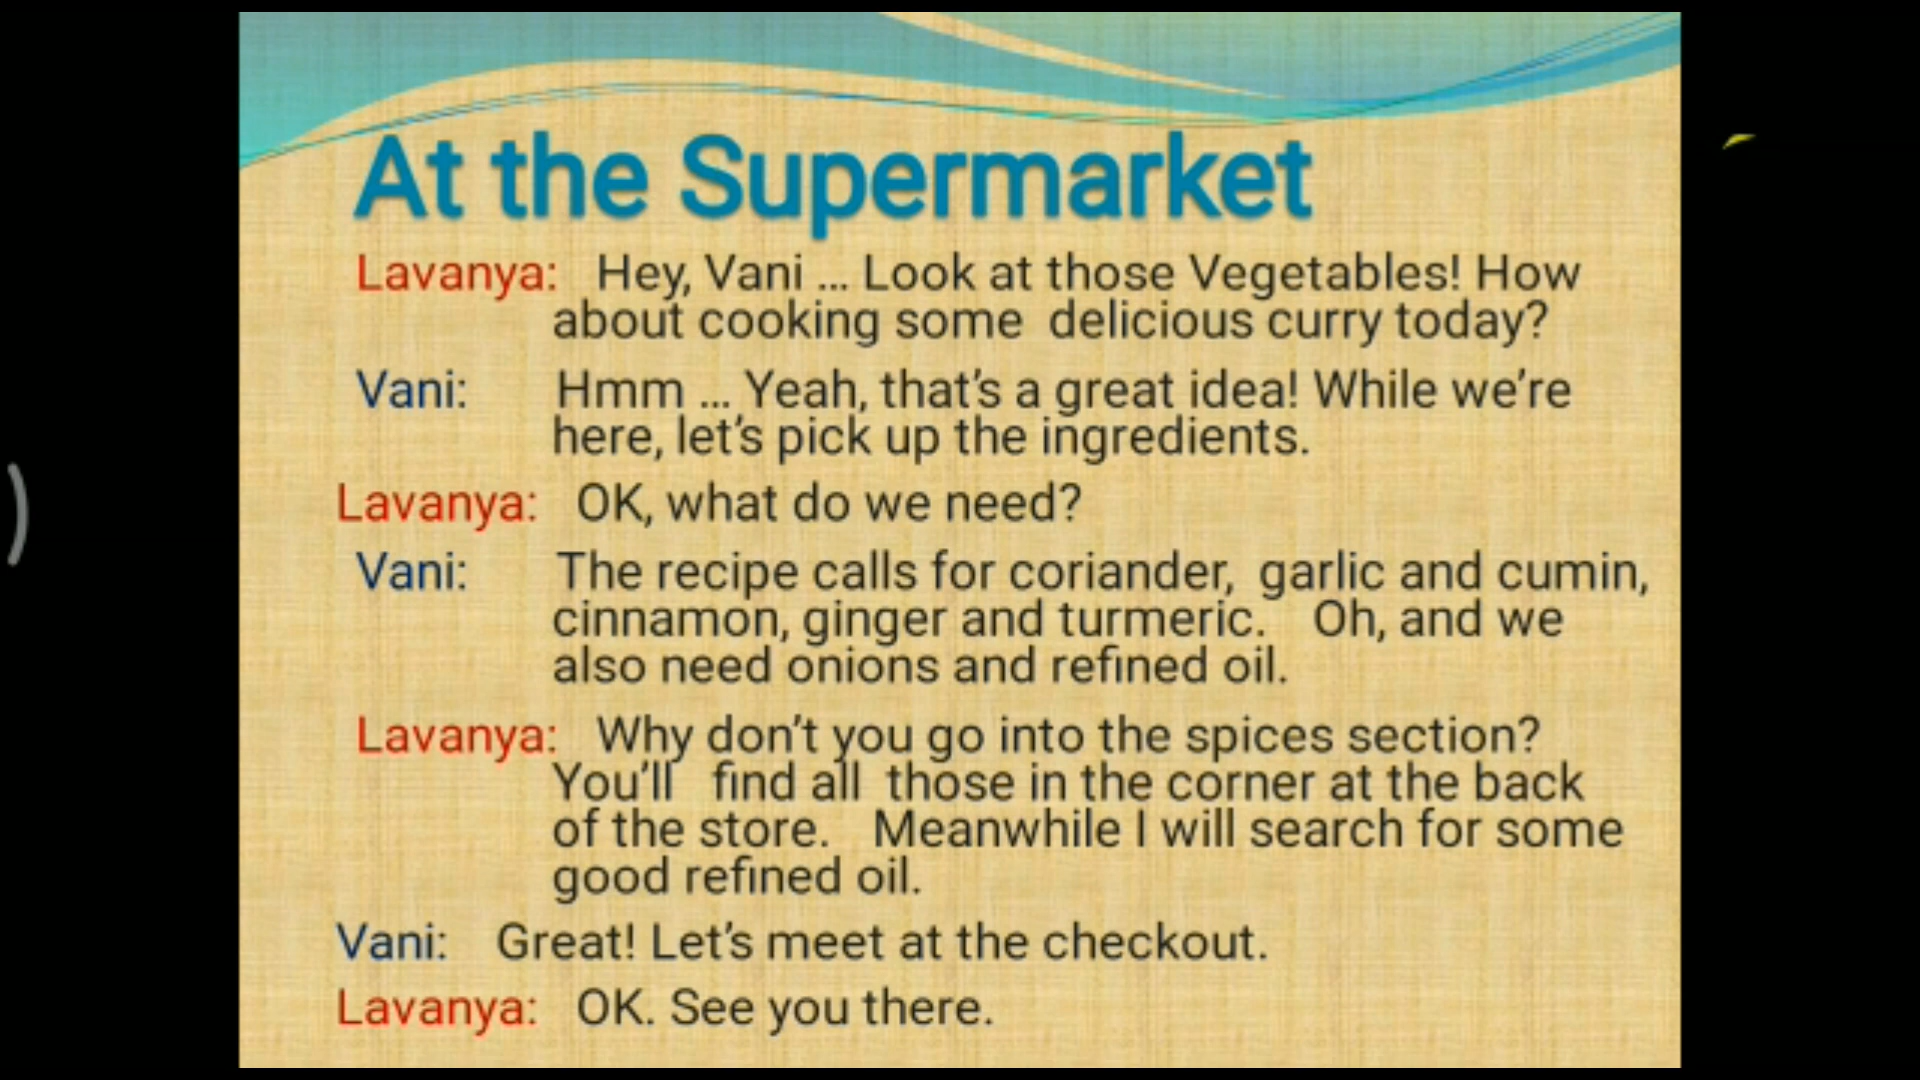 At the Supermarket
Lavanya: Hey, Vani ... Look at those Vegetables! How
about cooking some delicious curry today?
Vani: Hmm ... Yeah, that’s a great idea! While we’re
here, let’s pick up the ingredients.
Lavanya: OK, what do we need?
Vani: The recipe calls for coriander, garlic and cumin,
cinnamon, ginger and turmeric. Oh, and we
also need onions and refined oil.
Lavanya: Why don’t you go into the spices section?
You’ll find all those in the corner at the back
of the store. Meanwhile I will search for some
good refined oil.
Vani: Great! Let’s meet at the checkout.
Lavanya: OK. See you there.